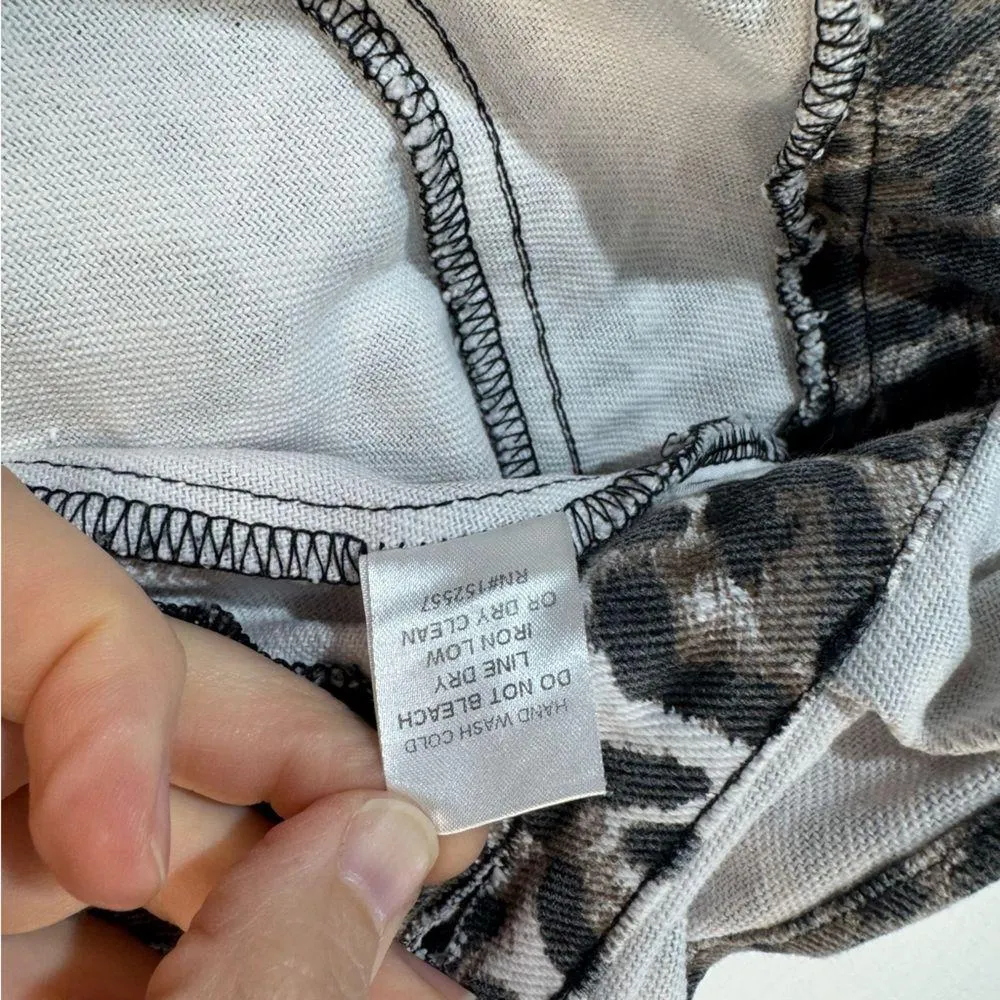 HAND WASH COLD
DO NOT BLEACH
LINE DRY
IRON LOW
OR DRY CLEAN
RN#152557